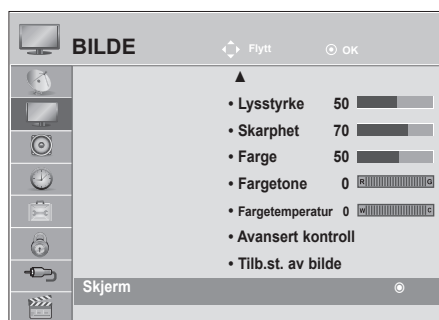 BILDE
Flytt
OK
• Lysstyrke 50
• Skarphet 70
• Farge 50
• Fargetone 0 R G
• Fargetemperatur 0 W C
• Avansert kontroll
• Tilb.st. av bilde
Skjerm